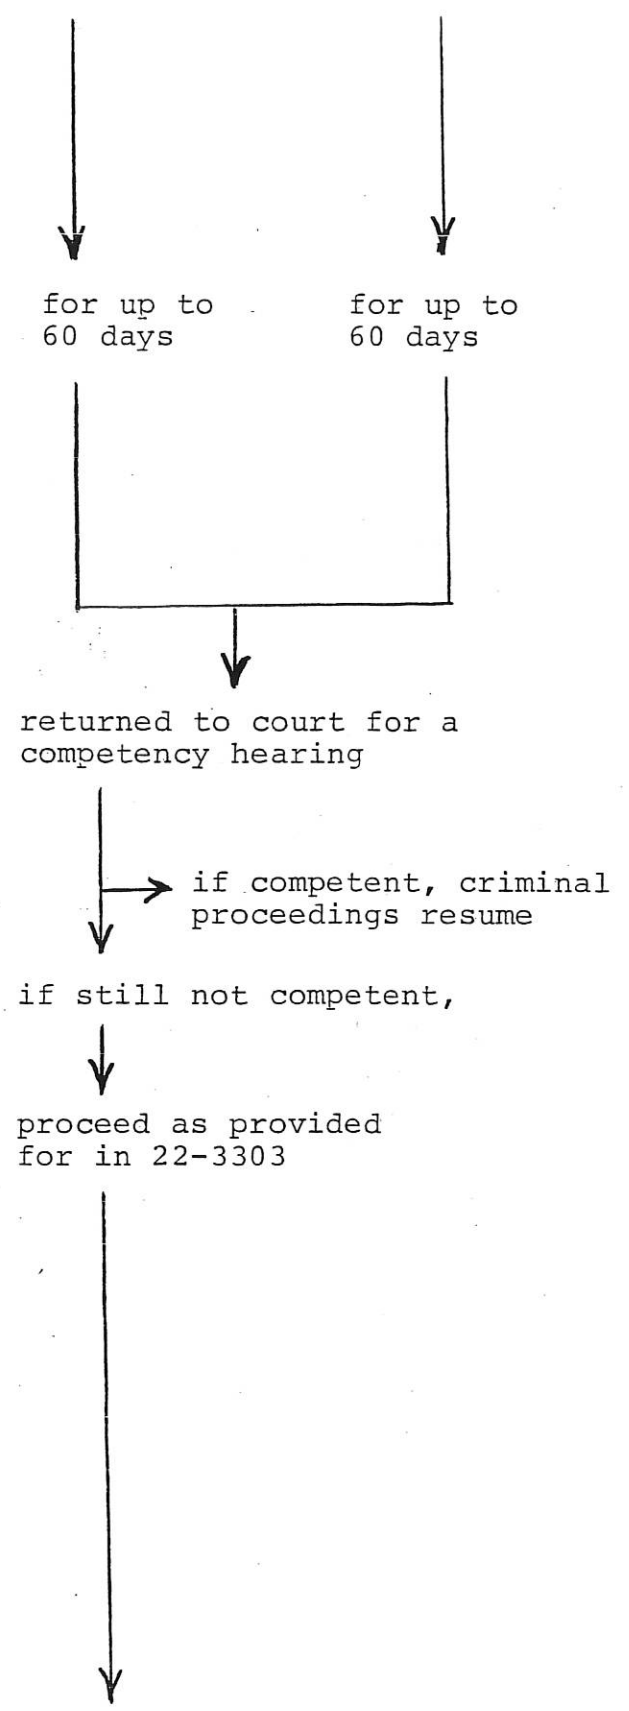 for up to
60 days
for up to
60 days
returned to court for a
competency hearing
if competent, criminal
proceedings resume
if still not competent,
proceed as provided
for in 22-3303